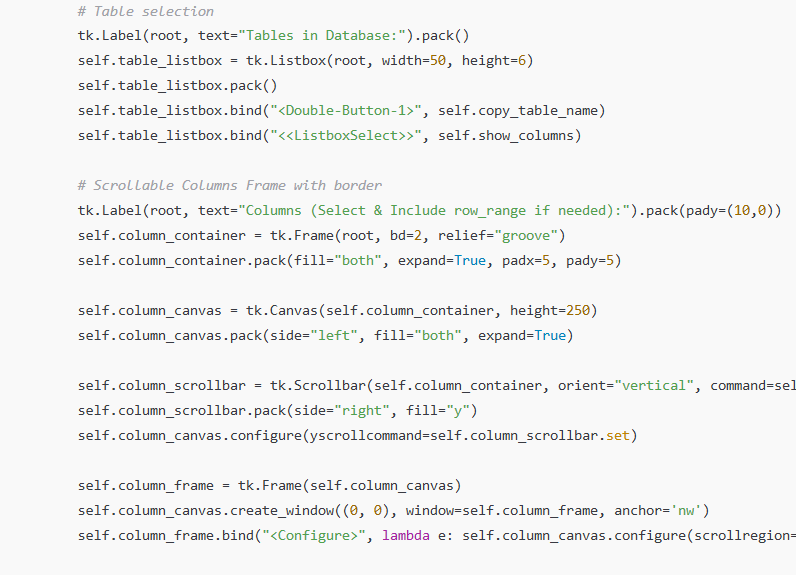 # Table selection
tk.Label(root, text="Tables in Database:").pack()
self.table_listbox = tk.Listbox(root, width=50, height=6)
self.table_listbox.pack()
self.table_listbox.bind("<Double-Button-1>", self.copy_table_name)
self.table_listbox.bind("<<ListboxSelect>>", self.show_columns)
# Scrollable Columns Frame with border
tk.Label(root, text="Columns (Select & Include row_range if needed):").pack(pady=(10,0))
self.column_container = tk.Frame(root, bd=2, relief="groove")
self.column_container.pack(fill="both", expand=True, padx=5, pady=5)
self.column_canvas = tk.Canvas(self.column_container, height=250)
self.column_canvas.pack(side="left", fill="both", expand=True)
self.column_scrollbar = tk.Scrollbar(self.column_container, orient="vertical", command=sel
self.column_scrollbar.pack(side="right", fill="y")
self.column_canvas.configure(yscrollcommand=self.column_scrollbar.set)
self.column_frame = tk.Frame(self.column_canvas)
self.column_canvas.create_window((0, 0), window=self.column_frame, anchor='nw')
self.column_frame.bind("<Configure>", lambda e: self.column_canvas.configure(scrollregion=